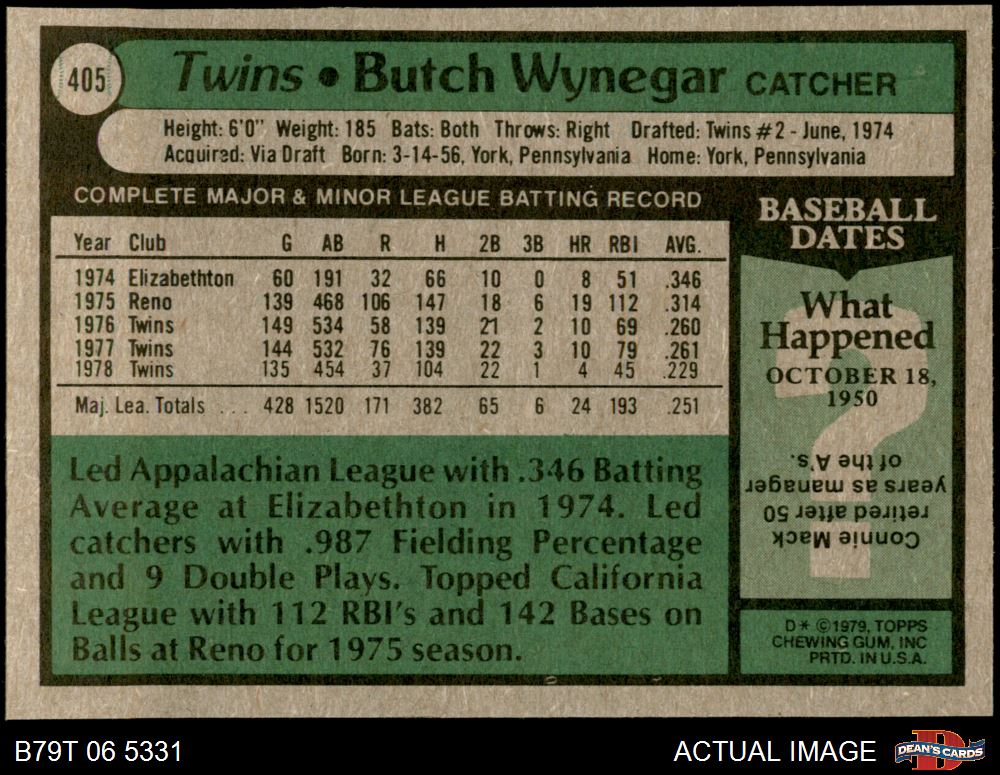 405
Twins • Butch Wynegar CATCHER
Height: 6'0" Weight: 185 Bats: Both Throws: Right Drafted: Twins #2 - June, 1974
Acquired: Via Draft Born: 3-14-56, York, Pennsylvania Home: York, Pennsylvania
COMPLETE MAJOR & MINOR LEAGUE BATTING RECORD
Year Club G AB R H 2B 3B HR RBI AVG.
1974 Elizabethton 60 191 32 66 10 0 8 51 .346
1975 Reno 139 468 106 147 18 6 19 112 .314
1976 Twins 149 534 58 139 21 2 10 69 .260
1977 Twins 144 532 76 139 22 3 10 79 .261
1978 Twins 135 454 37 104 22 1 4 45 .229
Maj. Lea. Totals . . . 428 1520 171 382 65 6 24 193 .251
Led Appalachian League with .346 Batting
Average at Elizabethton in 1974. Led
catchers with .987 Fielding Percentage
and 9 Double Plays. Topped California
League with 112 RBI's and 142 Bases on
Balls at Reno for 1975 season.
BASEBALL
DATES
What
Happened
OCTOBER 18,
1950
?
Connie Mack
retired after 50
years as manager
of the A's.
D* ©1979, TOPPS
CHEWING GUM, INC
PRTD. IN U.S.A.
B79T 06 5331
ACTUAL IMAGE
D
DEAN'S CARDS